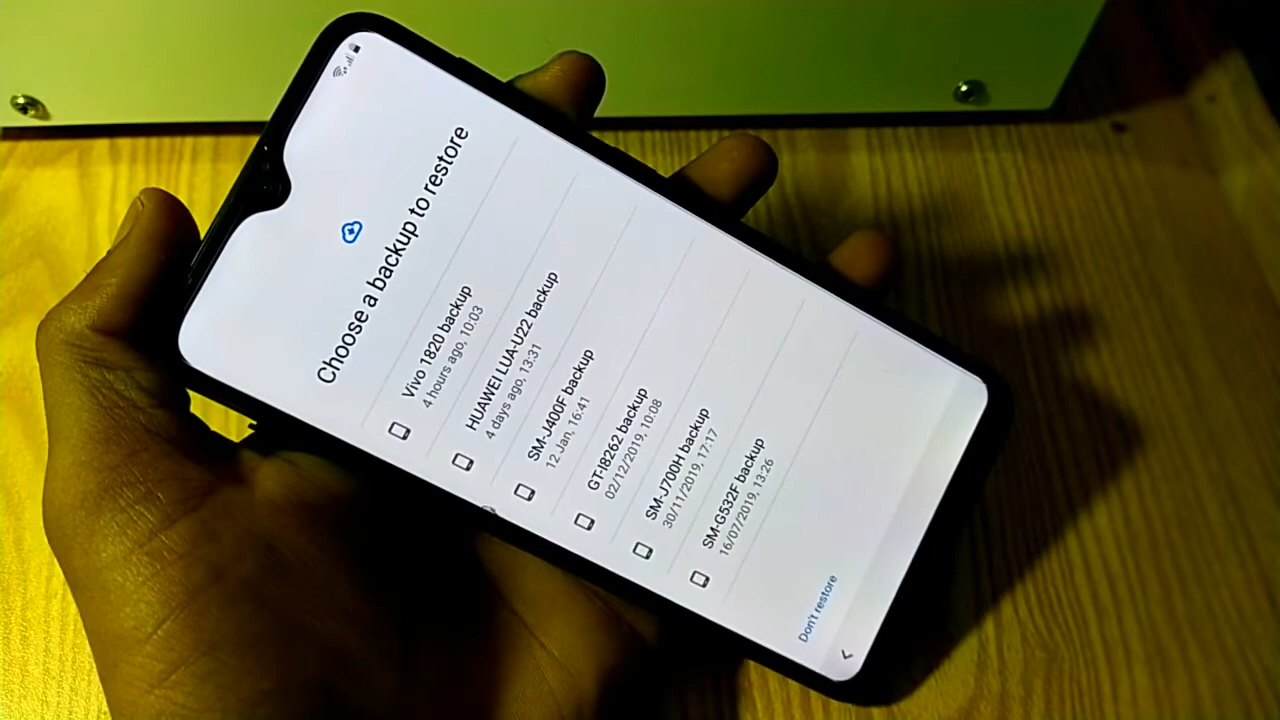 Choose a backup to restore
Vivo 1820 backup
4 hours ago, 10:03
HUAWEI LUA-U22 backup
4 days ago, 13:31
SM-J400F backup
12 Jan, 16:41
GT-I8262 backup
02/12/2019, 10:08
SM-J700H backup
30/11/2019, 17:17
SM-G532F backup
16/07/2019, 13:26
Don't restore